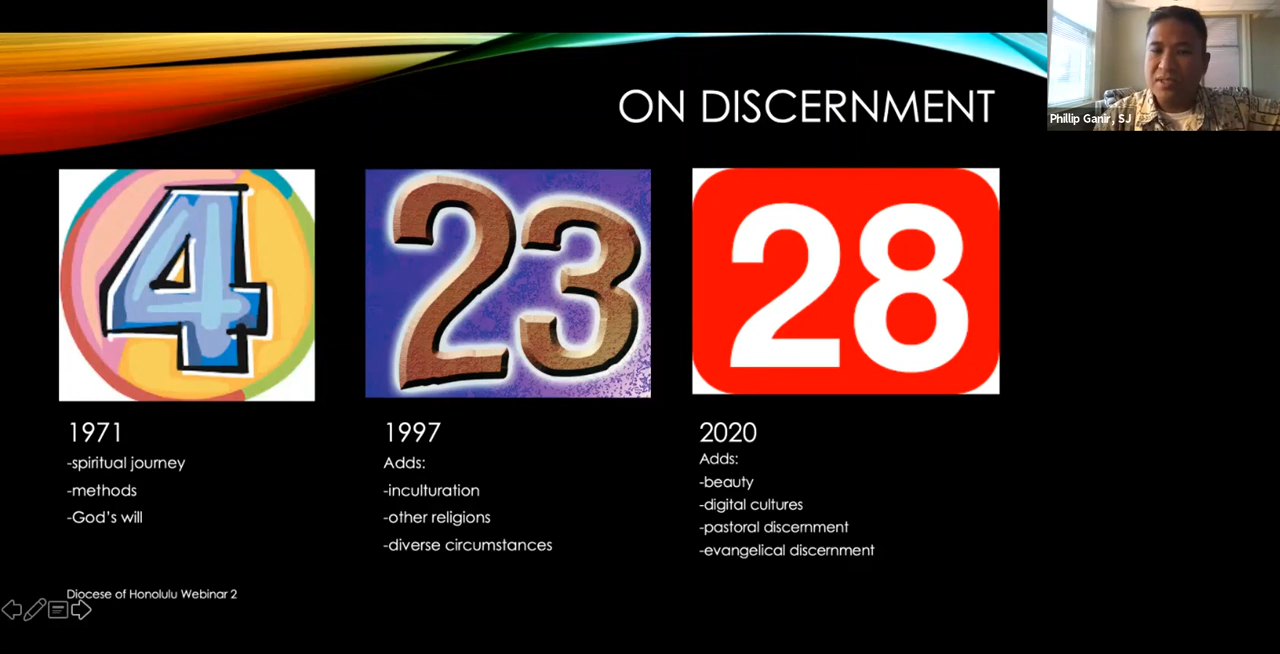 ON DISCERNMENT
Phillip Ganir, SJ
4
23
28
1971
-spiritual journey
-methods
-God's will
1997
Adds:
-inculturation
-other religions
-diverse circumstances
2020
Adds:
-beauty
-digital cultures
-pastoral discernment
-evangelical discernment
Diocese of Honolulu Webinar 2